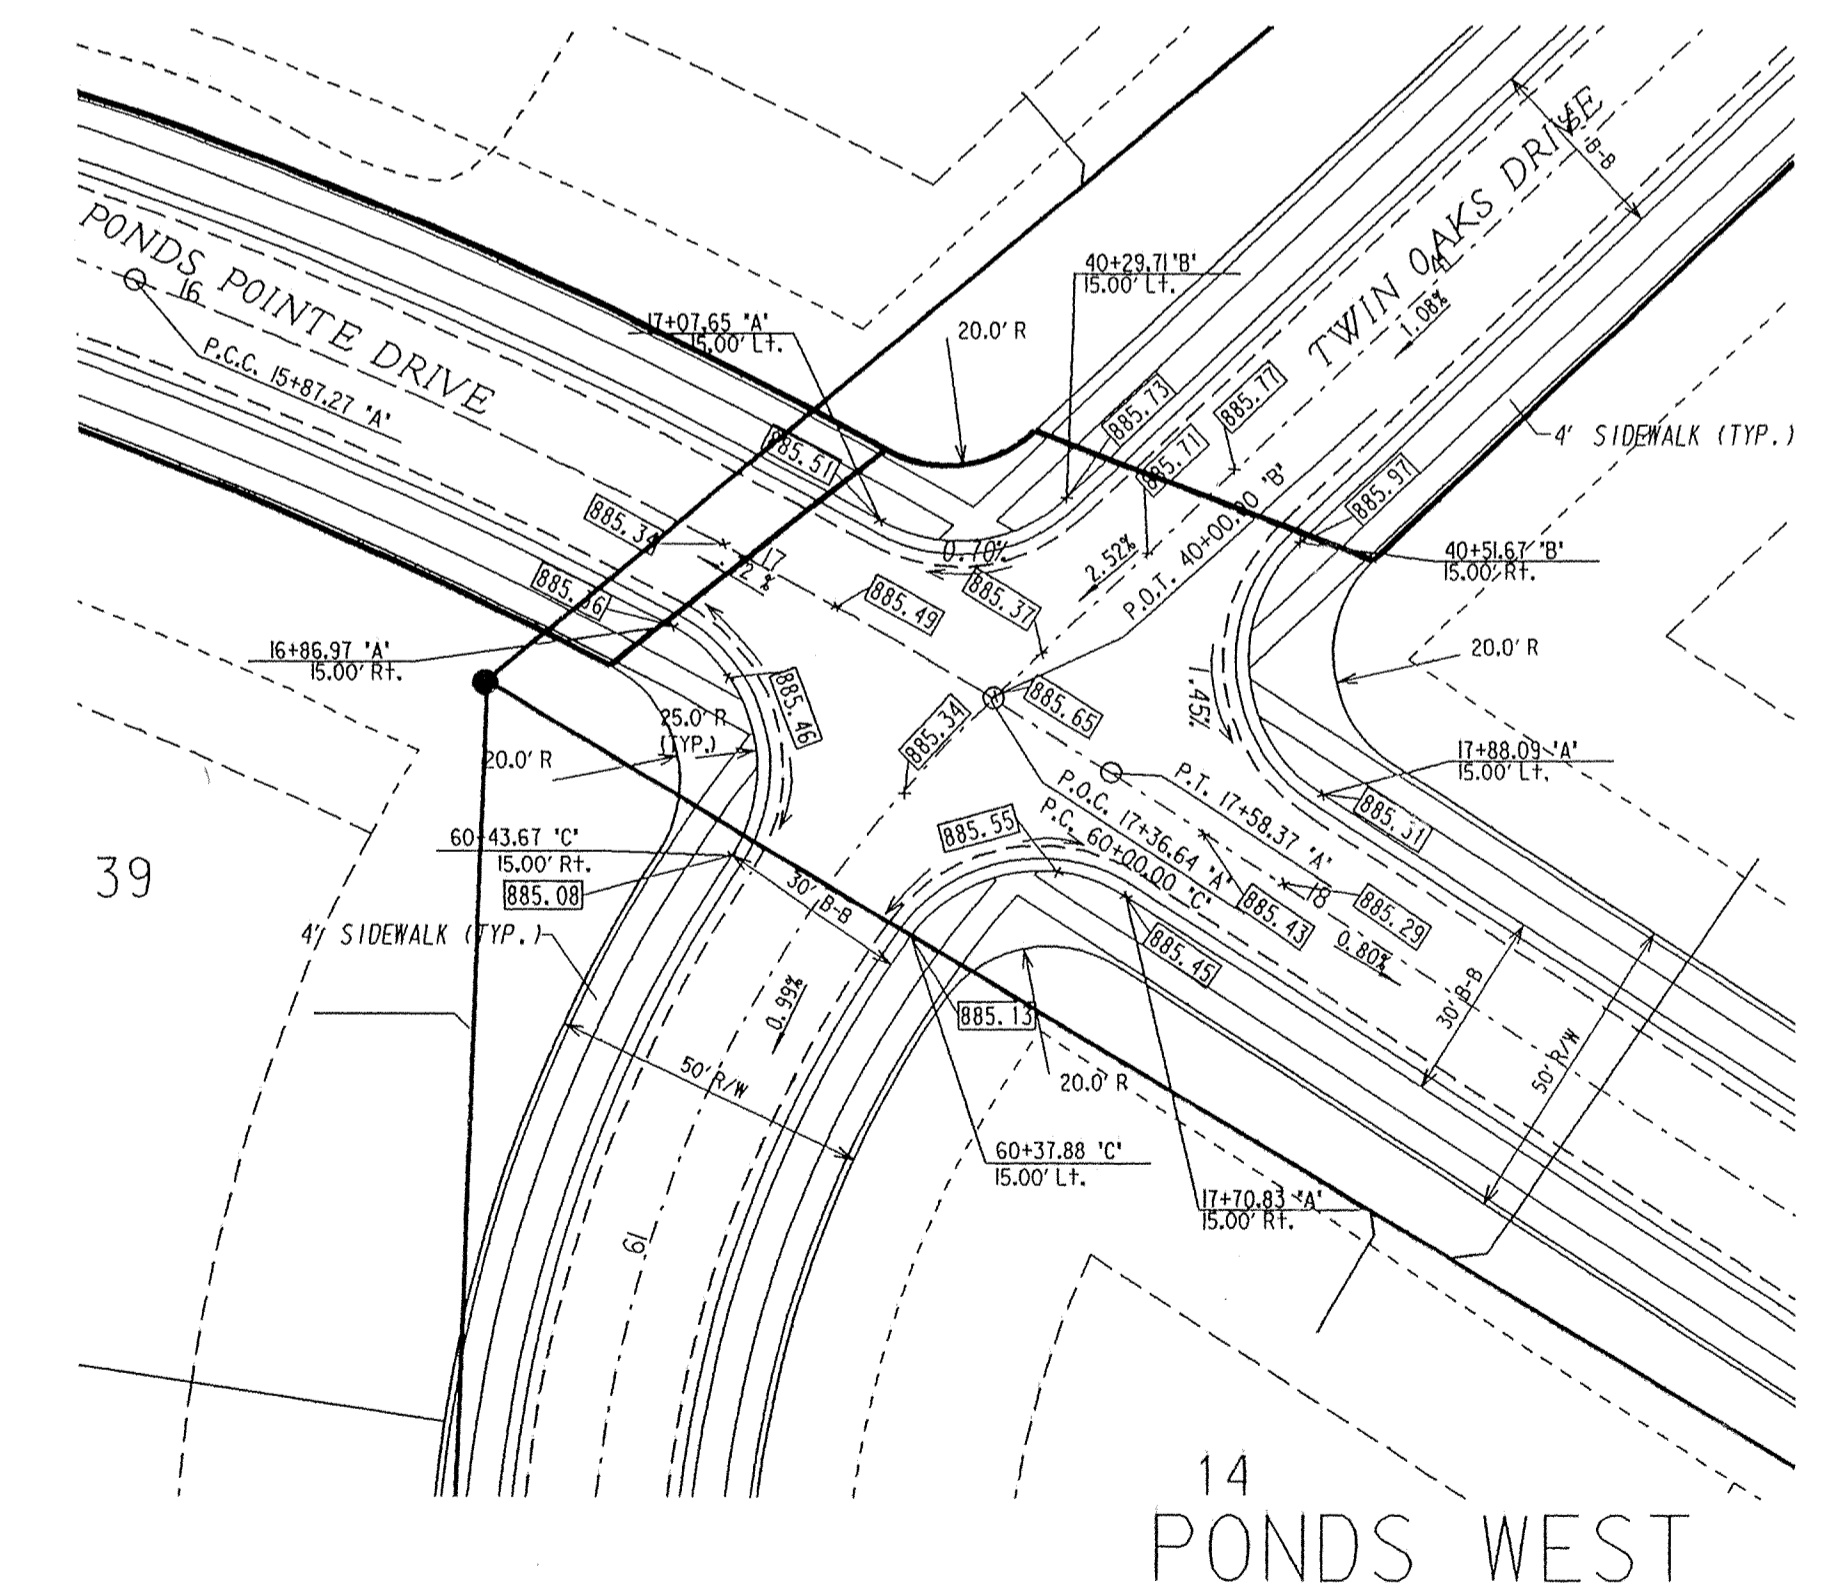 TWIN OAKS DRIVE
B-B
41
1.08%
PONDS POINTE DRIVE
16
P.C.C. 15+87.27 "A"
17+07.65 "A"
15.00' Lt.
40+29.71 "B"
15.00' Lt.
20.0' R
885.73
885.77
885.71
885.51
885.34
17
4' SIDEWALK (TYP.)
885.97
P.O.T. 40+00.00 "B"
2.52%
0.70%
40+51.67 "B"
15.00' Rt.
885.49
885.37
16+86.97 "A"
15.00' Rt.
20.0' R
885.46
25.0' R
(TYP.)
20.0' R
885.34
885.65
1.45%
17+88.09 "A"
15.00' Lt.
885.31
P.T. 17+58.37 "A"
P.O.C. 17+36.64 "A"
P.C. 60+00.00 "C"
885.55
60+43.67 "C"
15.00' Rt.
885.08
30' B-B
39
4' SIDEWALK (TYP.)
18
885.29
885.43
0.80%
885.45
885.13
0.99%
30' B-B
50' R/W
50' R/W
20.0' R
60+37.88 "C"
15.00' Lt.
17+70.83 "A"
15.00' Rt.
61
14
PONDS WEST